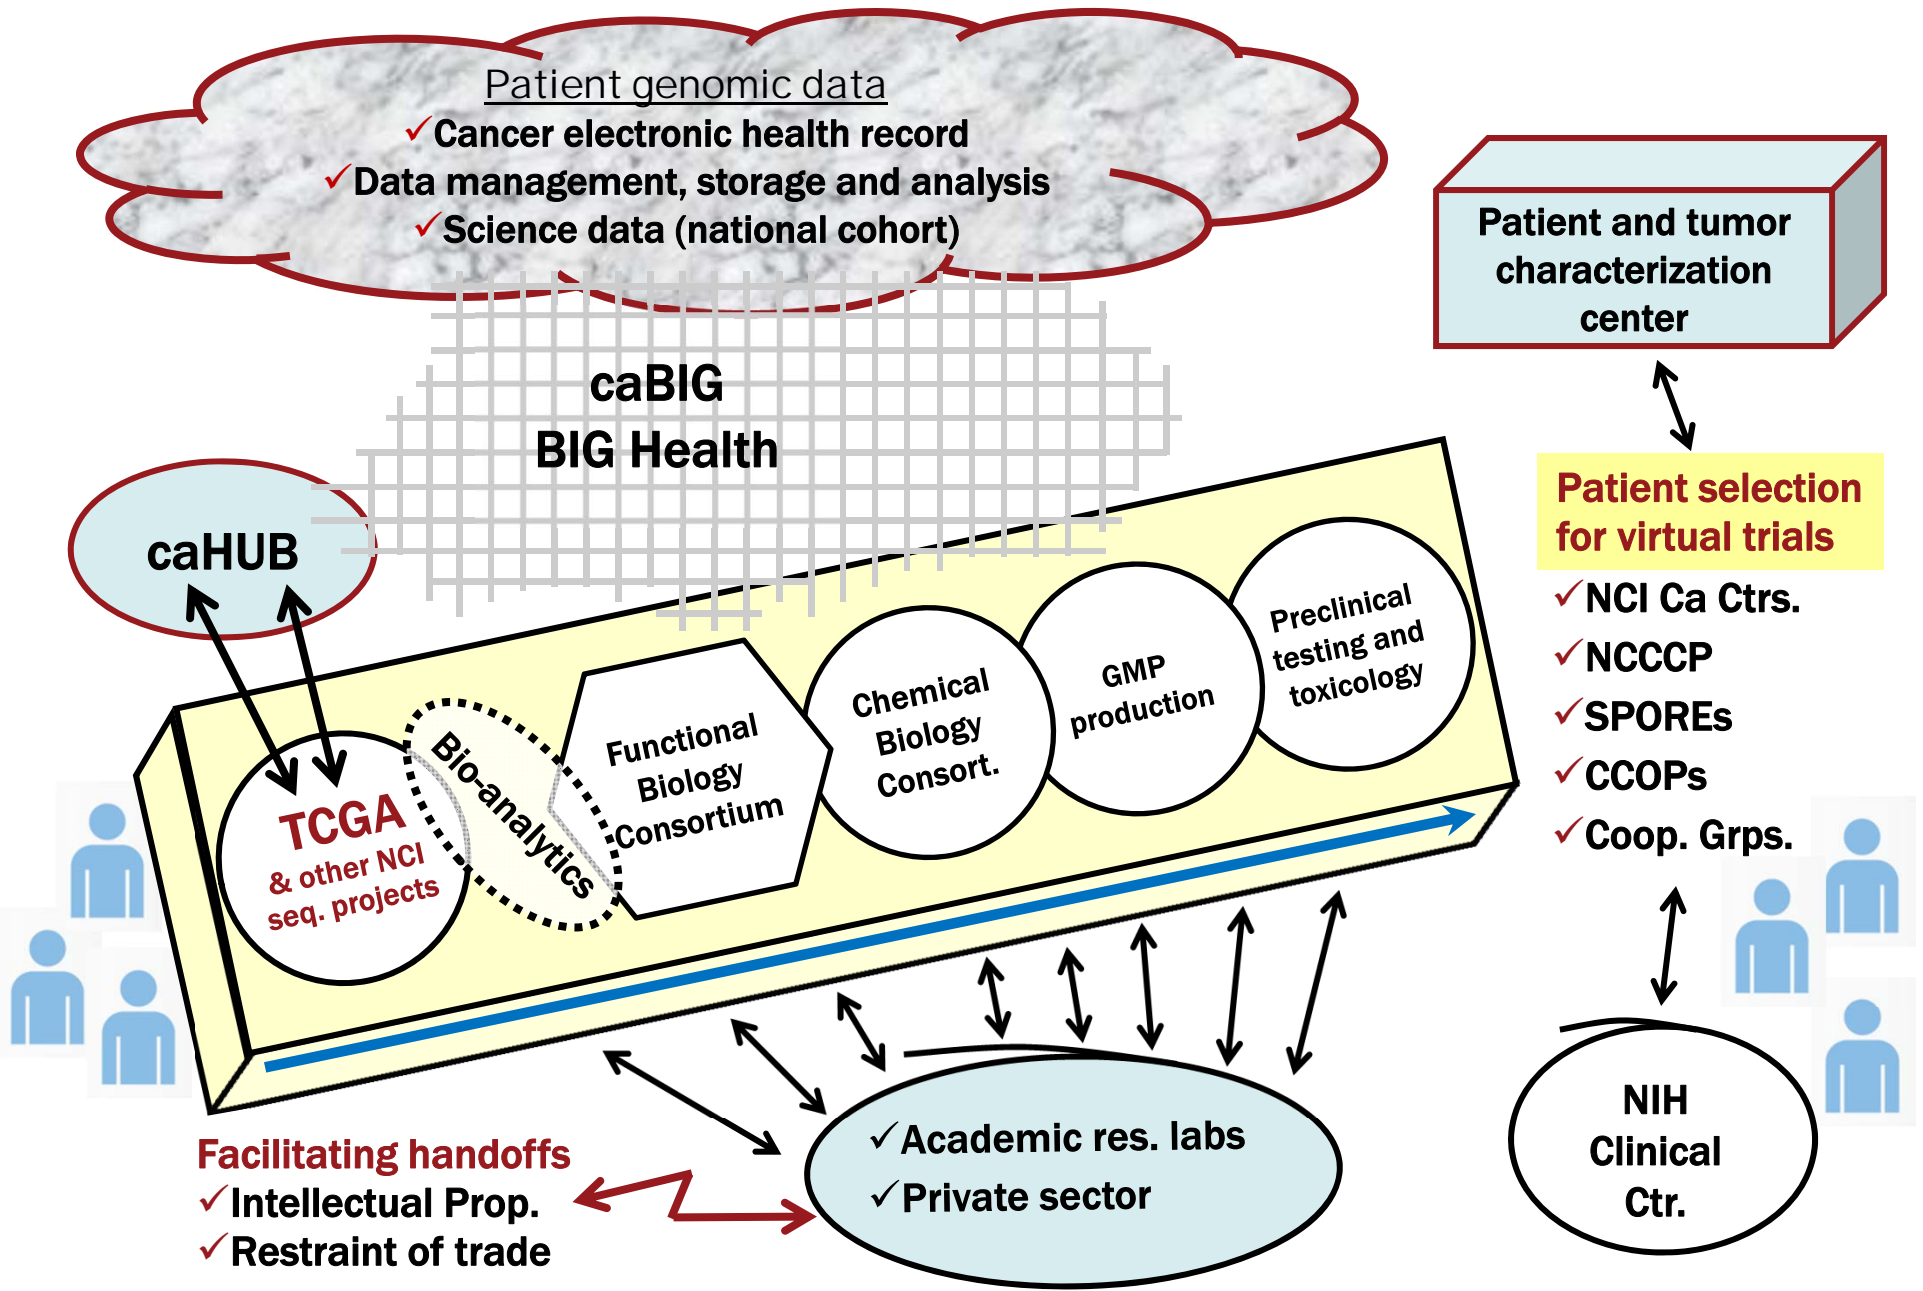 Patient genomic data
✓Cancer electronic health record
✓Data management, storage and analysis
✓Science data (national cohort)
Patient and tumor
characterization
center
caBIG
BIG Health
caHUB
Patient selection
for virtual trials
✓NCI Ca Ctrs.
✓NCCCP
✓SPOREs
✓CCOPs
✓Coop. Grps.
TCGA
& other NCI
seq. projects
Bio-analytics
Functional
Biology
Consortium
Chemical
Biology
Consort.
GMP
production
Preclinical
testing and
toxicology
Facilitating handoffs
✓Intellectual Prop.
✓Restraint of trade
✓Academic res. labs
✓Private sector
NIH
Clinical
Ctr.